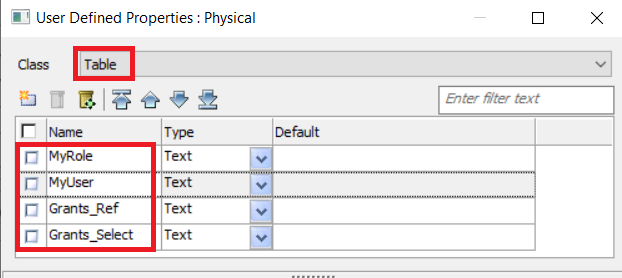 User Defined Properties : Physical
Class Table
Enter filter text
Name Type Default
MyRole Text
MyUser Text
Grants_Ref Text
Grants_Select Text